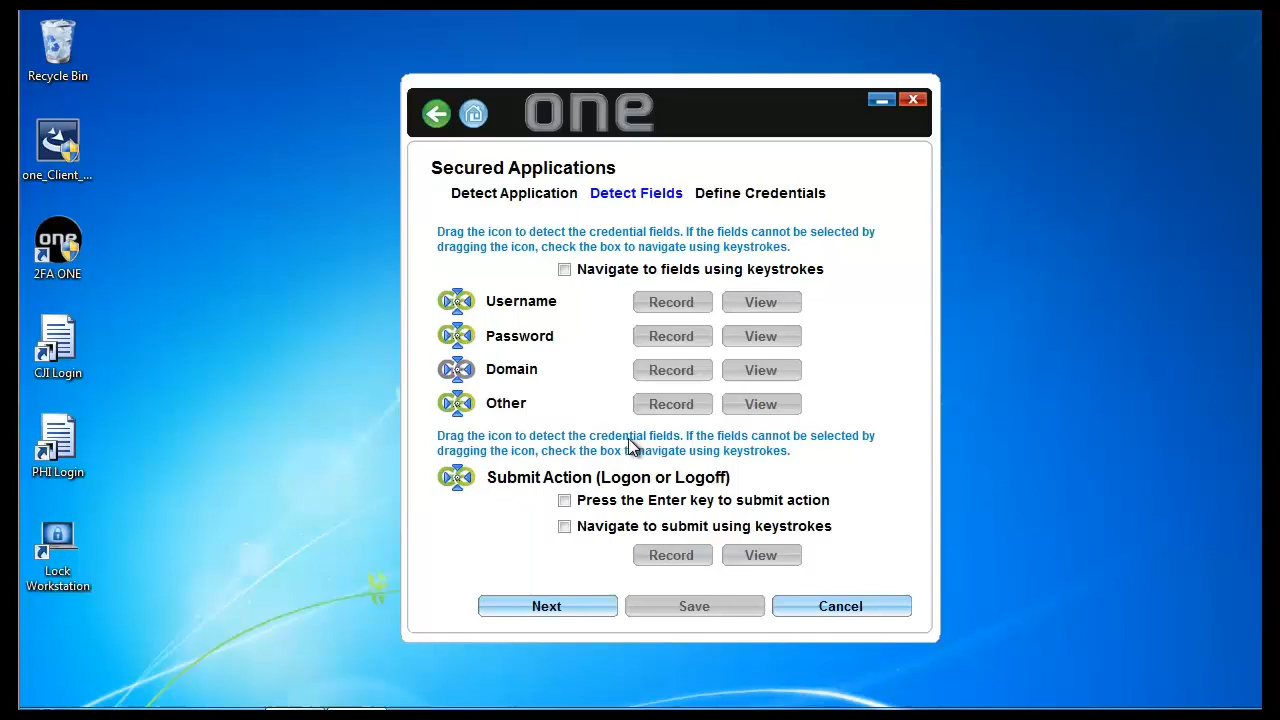 Recycle Bin
one_Client_...
one
2FA ONE
CJI Login
PHI Login
Lock
Workstation
one
Secured Applications
Detect Application Detect Fields Define Credentials
Drag the icon to detect the credential fields. If the fields cannot be selected by
dragging the icon, check the box to navigate using keystrokes.
Navigate to fields using keystrokes
Username Record View
Password Record View
Domain Record View
Other Record View
Drag the icon to detect the credential fields. If the fields cannot be selected by
dragging the icon, check the box to navigate using keystrokes.
Submit Action (Logon or Logoff)
Press the Enter key to submit action
Navigate to submit using keystrokes
Record View
Next Save Cancel